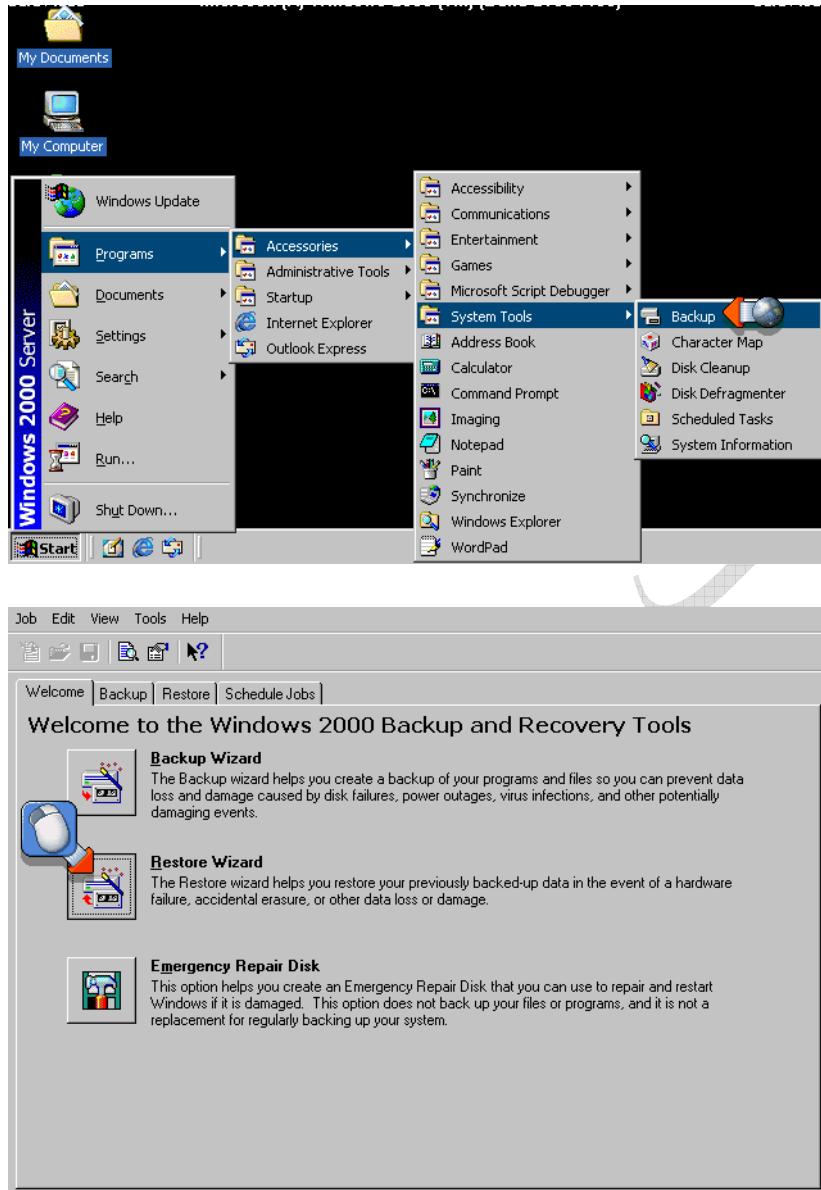 My Documents
My Computer
Windows 2000 Server
Windows Update
Programs
Documents
Settings
Search
Help
Run...
Shut Down...
Accessories
Administrative Tools
Startup
Internet Explorer
Outlook Express
Accessibility
Communications
Entertainment
Games
Microsoft Script Debugger
System Tools
Address Book
Calculator
Command Prompt
Imaging
Notepad
Paint
Synchronize
Windows Explorer
WordPad
Backup
Character Map
Disk Cleanup
Disk Defragmenter
Scheduled Tasks
System Information
Start
Job Edit View Tools Help
Welcome Backup Restore Schedule Jobs
Welcome to the Windows 2000 Backup and Recovery Tools
Backup Wizard
The Backup wizard helps you create a backup of your programs and files so you can prevent data
loss and damage caused by disk failures, power outages, virus infections, and other potentially
damaging events.
Restore Wizard
The Restore wizard helps you restore your previously backed-up data in the event of a hardware
failure, accidental erasure, or other data loss or damage.
Emergency Repair Disk
This option helps you create an Emergency Repair Disk that you can use to repair and restart
Windows if it is damaged. This option does not back up your files or programs, and it is not a
replacement for regularly backing up your system.